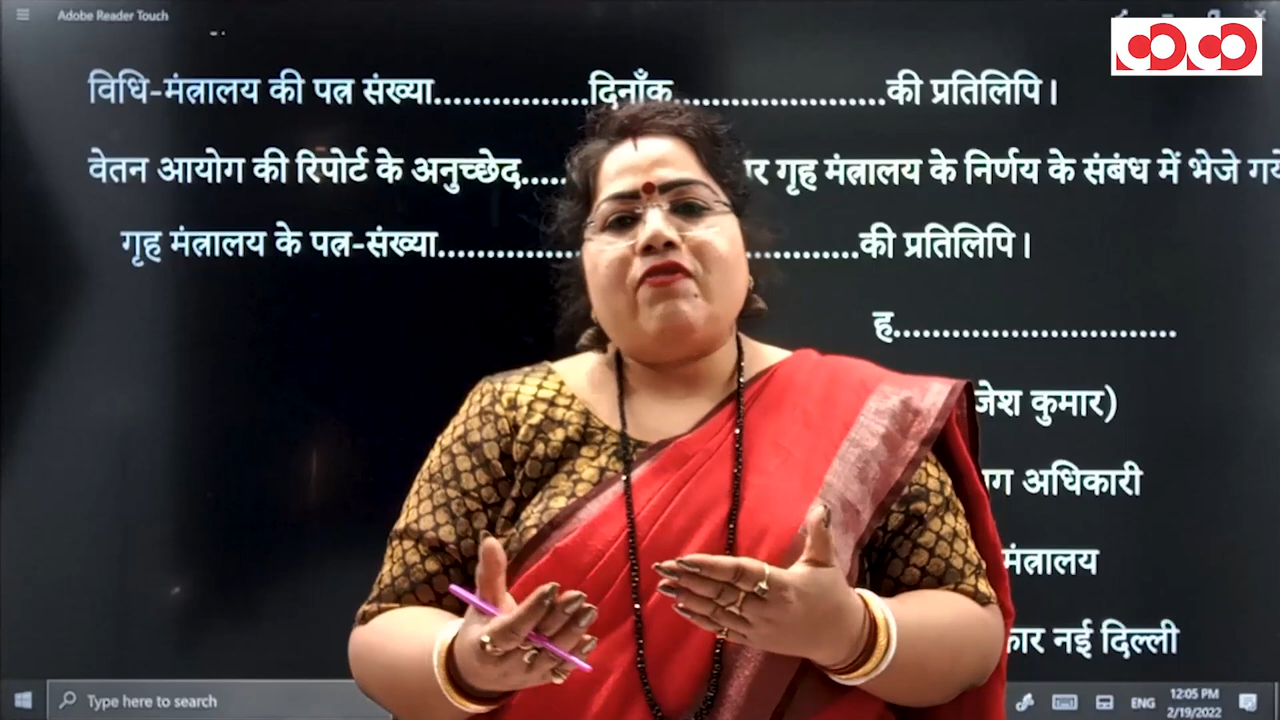 Adobe Reader Touch
विधि-मंत्रालय की पत्र संख्या................दिनाँक......................की प्रतिलिपि।
वेतन आयोग की रिपोर्ट के अनुच्छेद..... गृह मंत्रालय के निर्णय के संबंध में भेजे
गृह मंत्रालय के पत्र-संख्या...........................की प्रतिलिपि।
ह.............................
कुमार)
अधिकारी
मंत्रालय
नई दिल्ली
Type here to search
ENG
12:05 PM
2/19/2022